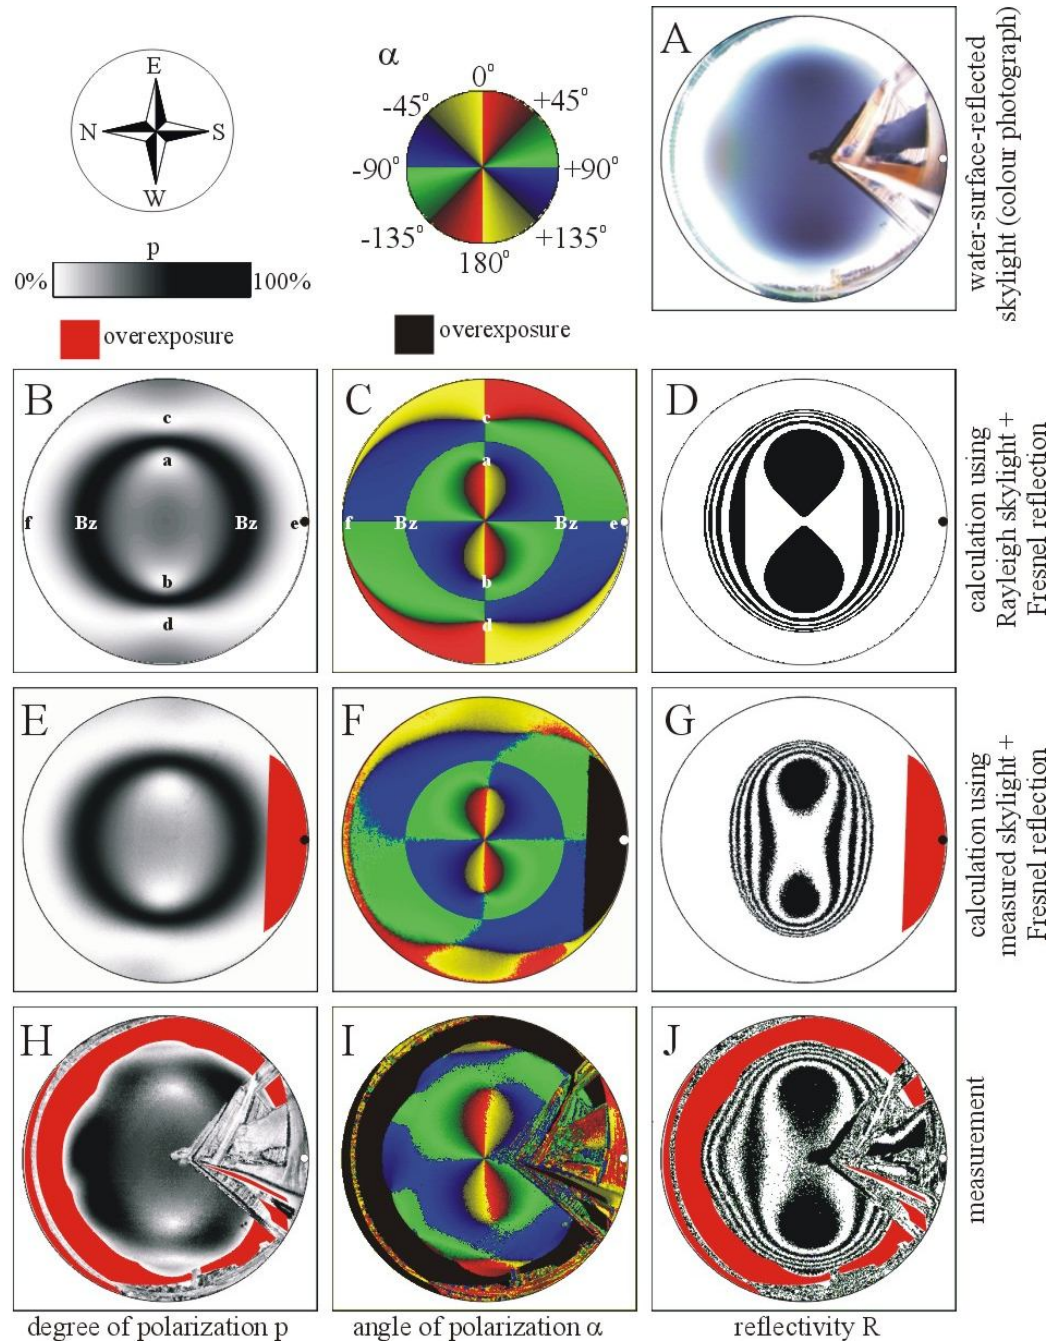 E
N
S
W
p
0%
100%
overexposure
α
0°
-45°
+45°
-90°
+90°
-135°
+135°
180°
overexposure
A
water-surface-reflected
skylight (colour photograph)
B
c
a
f
Bz
Bz
e
b
d
C
c
a
f
Bz
Bz
e
b
d
D
calculation using
Rayleigh skylight +
Fresnel reflection
E
F
G
calculation using
measured skylight +
Fresnel reflection
H
I
J
measurement
degree of polarization p
angle of polarization α
reflectivity R